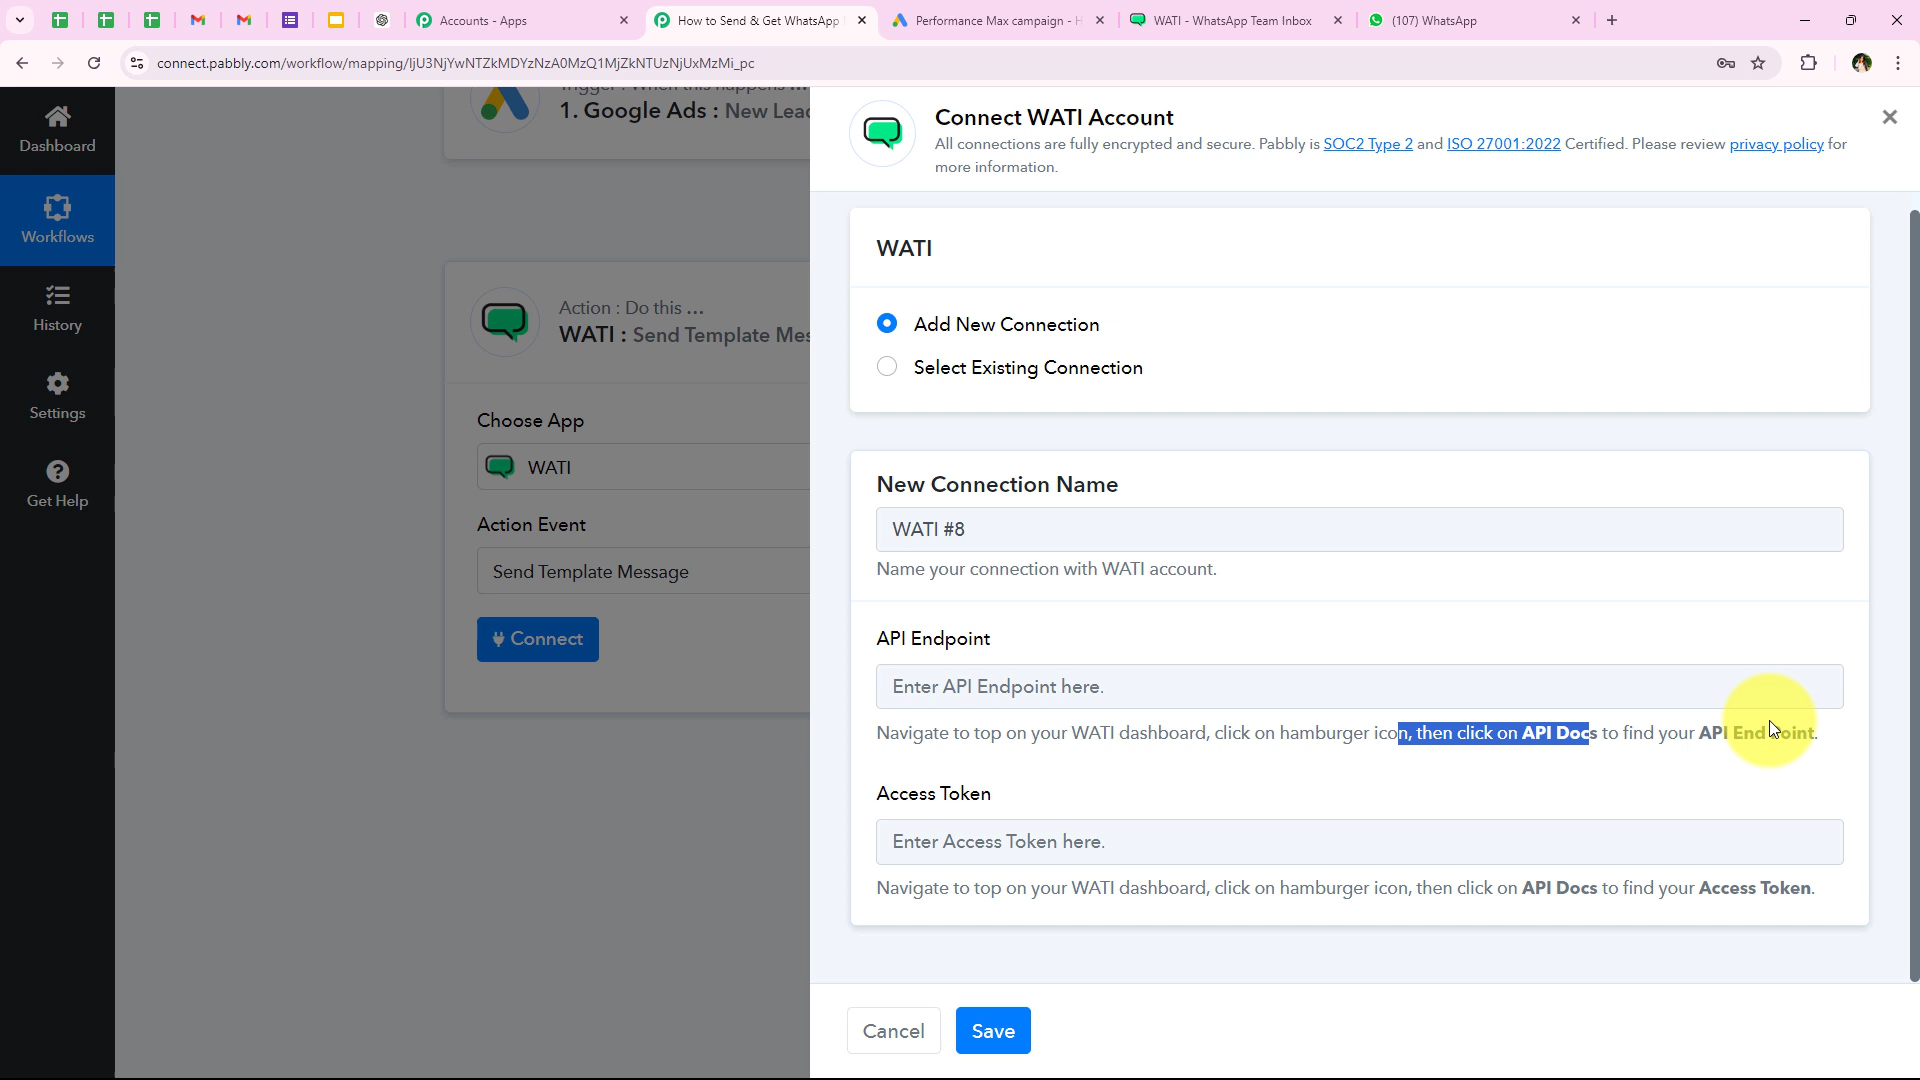 Accounts - Apps
How to Send & Get WhatsApp
Performance Max campaign - H
WATI - WhatsApp Team Inbox
(107) WhatsApp
connect.pabbly.com/workflow/mapping/IjU3NjYwNTZkMDYzNzA0MzQ1MjZkNTUzNjUxMzMi_pc
Dashboard
Workflows
History
Settings
Get Help
Trigger : When this happens ...
1. Google Ads : New Lead
Action : Do this ...
WATI : Send Template Mes
Choose App
WATI
Action Event
Send Template Message
Connect
Connect WATI Account
All connections are fully encrypted and secure. Pabbly is SOC2 Type 2 and ISO 27001:2022 Certified. Please review privacy policy for
more information.
WATI
Add New Connection
Select Existing Connection
New Connection Name
WATI #8
Name your connection with WATI account.
API Endpoint
Enter API Endpoint here.
Navigate to top on your WATI dashboard, click on hamburger icon, then click on API Docs to find your API Endpoint.
Access Token
Enter Access Token here.
Navigate to top on your WATI dashboard, click on hamburger icon, then click on API Docs to find your Access Token.
Cancel
Save